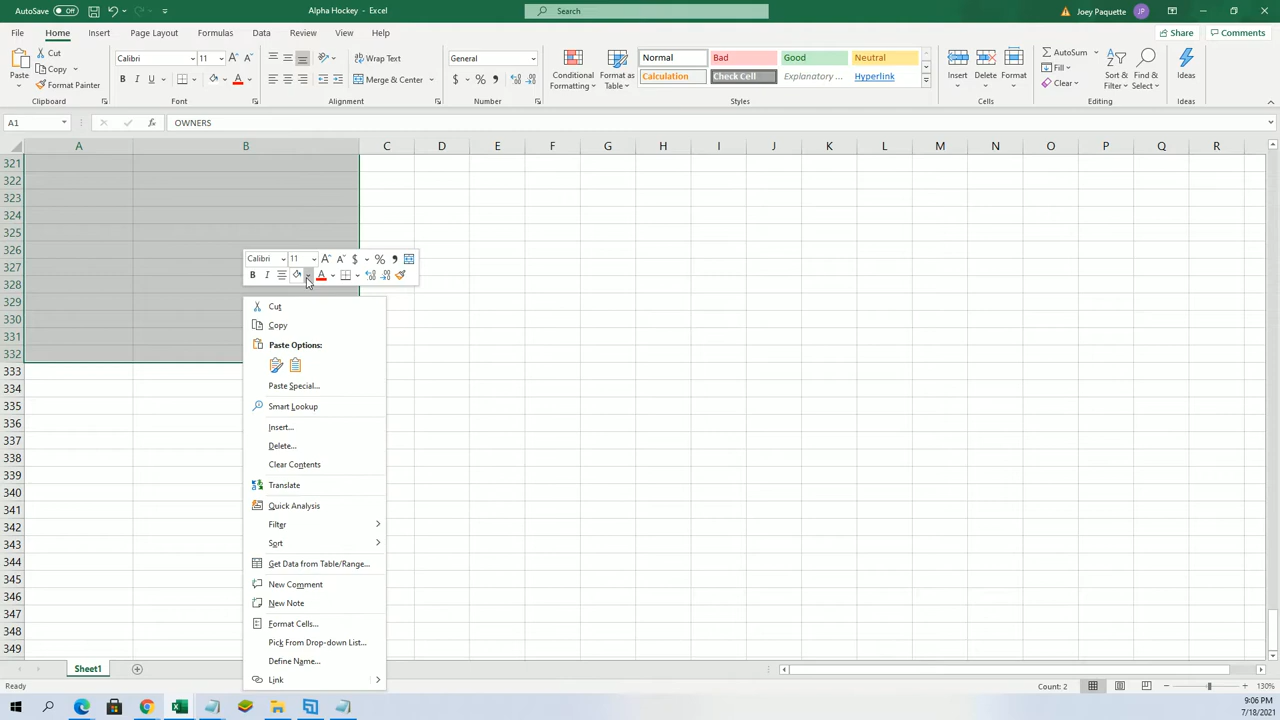 AutoSave Off
Alpha Hockey - Excel
Search
Joey Paquette JP
File Home Insert Page Layout Formulas Data Review View Help Share Comments
Paste
Cut
Copy
Format Painter
Clipboard
Calibri 11
B I U
Font
Wrap Text
Merge & Center
Alignment
General
$ % ,
Number
Conditional Formatting
Format as Table
Normal Bad Good Neutral
Calculation Check Cell Explanatory ... Hyperlink
Styles
Insert Delete Format
Cells
AutoSum
Fill
Clear
Sort & Filter
Find & Select
Editing
Ideas
Ideas
A1 fx OWNERS
A B C D E F G H I J K L M N O P Q R
321
322
323
324
325
326
327
328
329
330
331
332
333
334
335
336
337
338
339
340
341
342
343
344
345
346
347
348
349
Calibri 11 A A $ % ,
B I A
Cut
Copy
Paste Options:
Paste Special...
Smart Lookup
Insert...
Delete...
Clear Contents
Translate
Quick Analysis
Filter
Sort
Get Data from Table/Range...
New Comment
New Note
Format Cells...
Pick From Drop-down List...
Define Name...
Link
Sheet1
Ready
Count: 2
130%
9:06 PM
7/18/2021